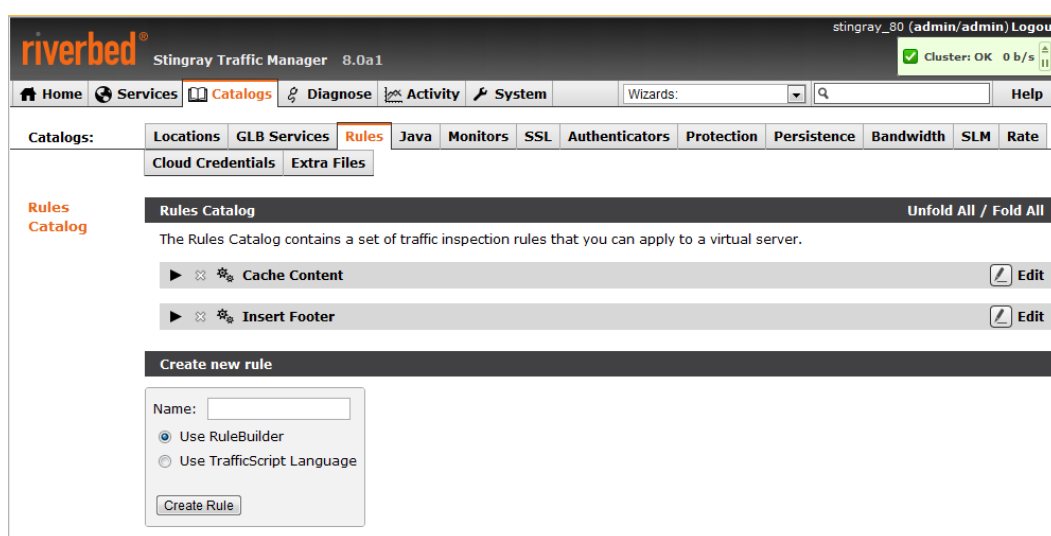 stingray_80 (admin/admin) Logou
riverbed®
Stingray Traffic Manager 8.0a1
Cluster: OK 0 b/s
Home Services Catalogs Diagnose Activity System Wizards: Help
Catalogs: Locations GLB Services Rules Java Monitors SSL Authenticators Protection Persistence Bandwidth SLM Rate
Cloud Credentials Extra Files
Rules
Catalog
Rules Catalog Unfold All / Fold All
The Rules Catalog contains a set of traffic inspection rules that you can apply to a virtual server.
Cache Content Edit
Insert Footer Edit
Create new rule
Name:
Use RuleBuilder
Use TrafficScript Language
Create Rule